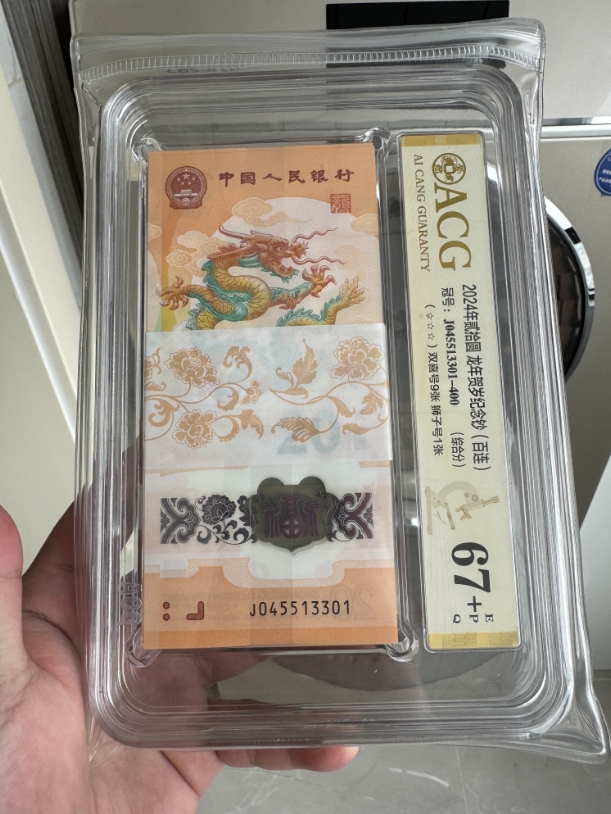 中国人民银行
J045513301
ACG
AI CANG GUARANTY
2024年贰拾圆 龙年贺岁纪念钞（百连）
冠号：J045513301-400 （综合分）
（☆☆☆）双喜号9张 狮子号1张
67+
E
P
Q